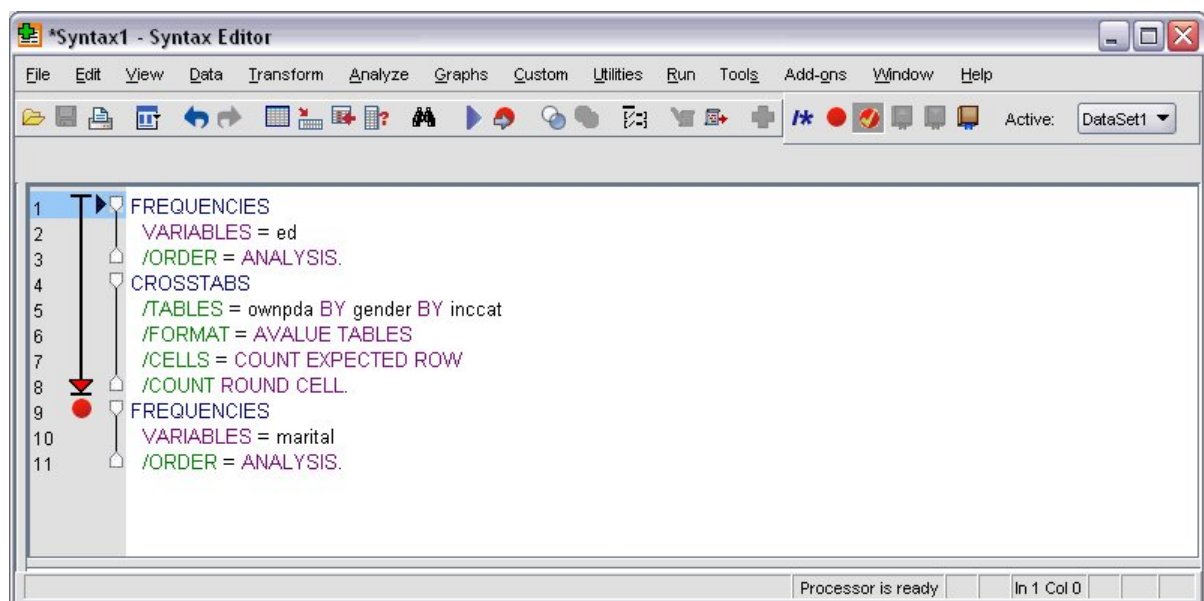 *Syntax1 - Syntax Editor
File Edit View Data Transform Analyze Graphs Custom Utilities Run Tools Add-ons Window Help
Active: DataSet1
1 FREQUENCIES
2 VARIABLES = ed
3 /ORDER = ANALYSIS.
4 CROSSTABS
5 /TABLES = ownpda BY gender BY inccat
6 /FORMAT = AVALUE TABLES
7 /CELLS = COUNT EXPECTED ROW
8 /COUNT ROUND CELL.
9 FREQUENCIES
10 VARIABLES = marital
11 /ORDER = ANALYSIS.
Processor is ready In 1 Col 0